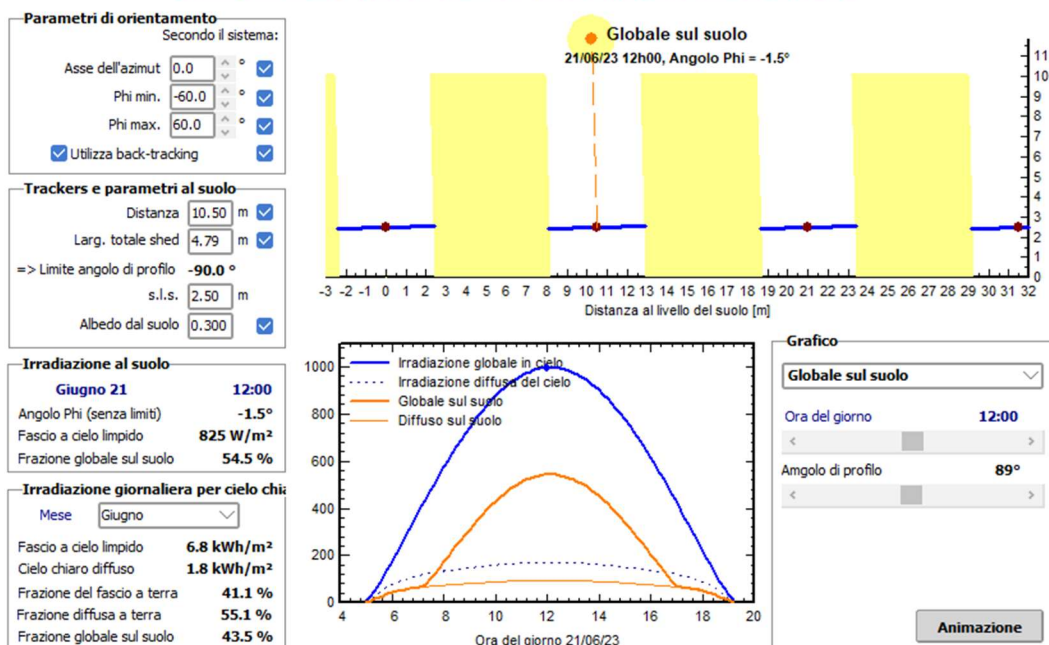 Parametri di orientamento
Secondo il sistema:
Asse dell'azimut 0.0 °
Phi min. -60.0 °
Phi max. 60.0 °
Utilizza back-tracking
Trackers e parametri al suolo
Distanza 10.50 m
Larg. totale shed 4.79 m
=> Limite angolo di profilo -90.0 °
s.l.s. 2.50 m
Albedo dal suolo 0.300
Irradiazione al suolo
Giugno 21 12:00
Angolo Phi (senza limiti) -1.5°
Fascio a cielo limpido 825 W/m²
Frazione globale sul suolo 54.5 %
Irradiazione giornaliera per cielo chia
Mese Giugno
Fascio a cielo limpido 6.8 kWh/m²
Cielo chiaro diffuso 1.8 kWh/m²
Frazione del fascio a terra 41.1 %
Frazione diffusa a terra 55.1 %
Frazione globale sul suolo 43.5 %
Globale sul suolo
21/06/23 12h00, Angolo Phi = -1.5°
11
10
9
8
7
6
5
4
3
2
1
0
-3 -2 -1 0 1 2 3 4 5 6 7 8 9 10 11 12 13 14 15 16 17 18 19 20 21 22 23 24 25 26 27 28 29 30 31 32
Distanza al livello del suolo [m]
Irradiazione globale in cielo
Irradiazione diffusa del cielo
Globale sul suolo
Diffuso sul suolo
1000
800
600
400
200
0
4 6 8 10 12 14 16 18 20
Ora del giorno 21/06/23
Grafico
Globale sul suolo
Ora del giorno 12:00
Amgolo di profilo 89°
Animazione